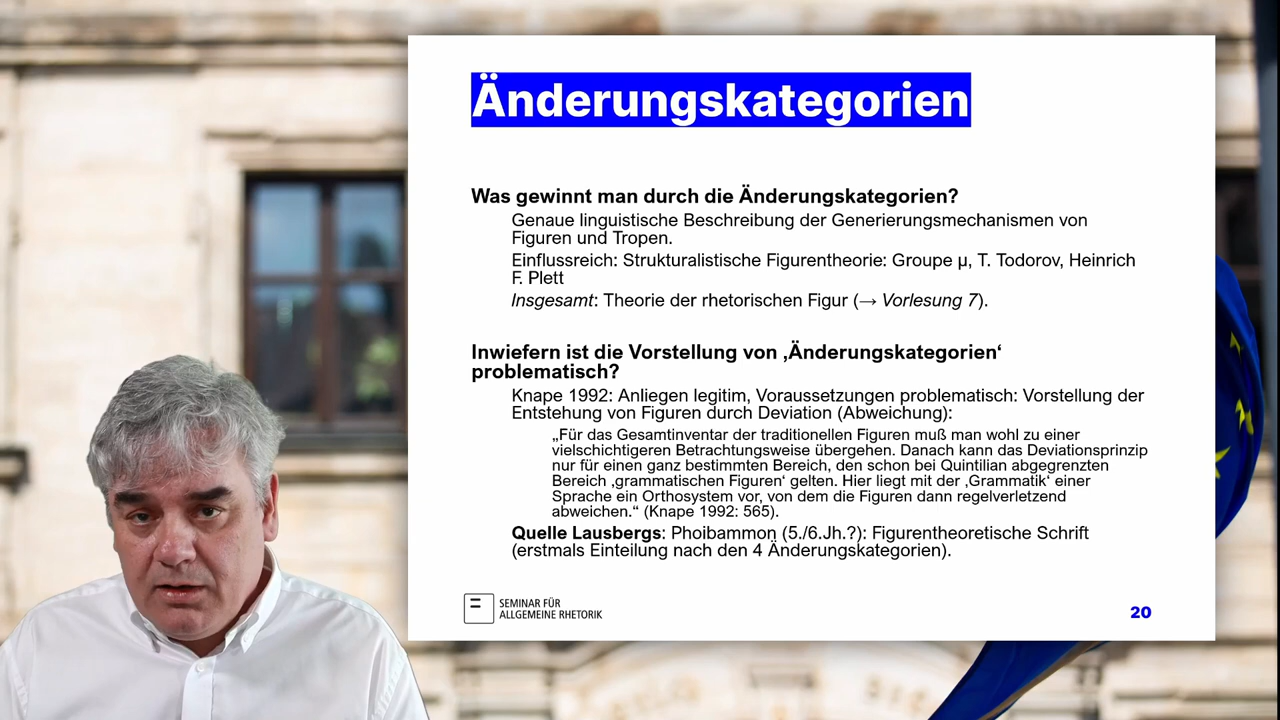 Änderungskategorien
Was gewinnt man durch die Änderungskategorien?
Genaue linguistische Beschreibung der Generierungsmechanismen von
Figuren und Tropen.
Einflussreich: Strukturalistische Figurentheorie: Groupe μ, T. Todorov, Heinrich
F. Plett
Insgesamt: Theorie der rhetorischen Figur (→ Vorlesung 7).
Inwiefern ist die Vorstellung von ‚Änderungskategorien‘
problematisch?
Knape 1992: Anliegen legitim, Voraussetzungen problematisch: Vorstellung der
Entstehung von Figuren durch Deviation (Abweichung):
„Für das Gesamtinventar der traditionellen Figuren muß man wohl zu einer
vielschichtigeren Betrachtungsweise übergehen. Danach kann das Deviationsprinzip
nur für einen ganz bestimmten Bereich, den schon bei Quintilian abgegrenzten
Bereich ‚grammatischen Figuren‘ gelten. Hier liegt mit der ‚Grammatik‘ einer
Sprache ein Orthosystem vor, von dem die Figuren dann regelverletzend
abweichen.“ (Knape 1992: 565).
Quelle Lausbergs: Phoibammon (5./6.Jh.?): Figurentheoretische Schrift
(erstmals Einteilung nach den 4 Änderungskategorien).
SEMINAR FÜR
ALLGEMEINE RHETORIK
20